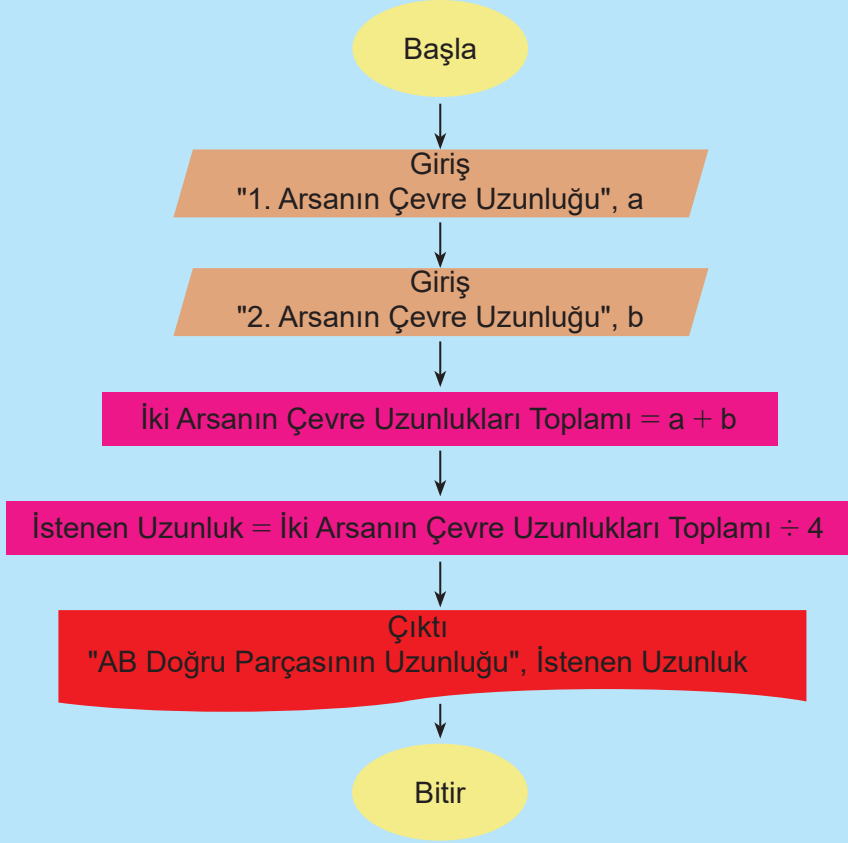 Başla
Giriş
"1. Arsanın Çevre Uzunluğu", a
Giriş
"2. Arsanın Çevre Uzunluğu", b
İki Arsanın Çevre Uzunlukları Toplamı = a + b
İstenen Uzunluk = İki Arsanın Çevre Uzunlukları Toplamı ÷ 4
Çıktı
"AB Doğru Parçasının Uzunluğu", İstenen Uzunluk
Bitir